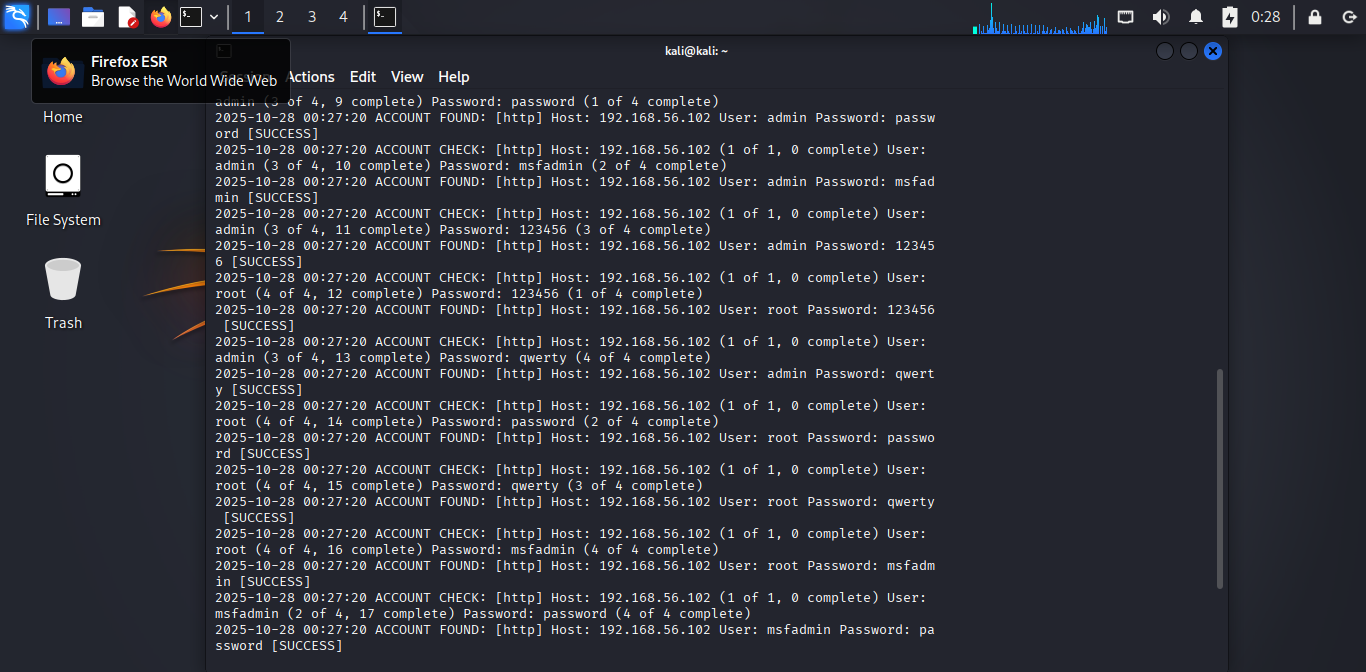 1 2 3 4
0:28
Firefox ESR
Browse the World Wide Web
kali@kali: ~
Actions Edit View Help
Home
File System
Trash
admin (3 of 4, 9 complete) Password: password (1 of 4 complete)
2025-10-28 00:27:20 ACCOUNT FOUND: [http] Host: 192.168.56.102 User: admin Password: passw
ord [SUCCESS]
2025-10-28 00:27:20 ACCOUNT CHECK: [http] Host: 192.168.56.102 (1 of 1, 0 complete) User:
admin (3 of 4, 10 complete) Password: msfadmin (2 of 4 complete)
2025-10-28 00:27:20 ACCOUNT FOUND: [http] Host: 192.168.56.102 User: admin Password: msfad
min [SUCCESS]
2025-10-28 00:27:20 ACCOUNT CHECK: [http] Host: 192.168.56.102 (1 of 1, 0 complete) User:
admin (3 of 4, 11 complete) Password: 123456 (3 of 4 complete)
2025-10-28 00:27:20 ACCOUNT FOUND: [http] Host: 192.168.56.102 User: admin Password: 12345
6 [SUCCESS]
2025-10-28 00:27:20 ACCOUNT CHECK: [http] Host: 192.168.56.102 (1 of 1, 0 complete) User:
root (4 of 4, 12 complete) Password: 123456 (1 of 4 complete)
2025-10-28 00:27:20 ACCOUNT FOUND: [http] Host: 192.168.56.102 User: root Password: 123456
[SUCCESS]
2025-10-28 00:27:20 ACCOUNT CHECK: [http] Host: 192.168.56.102 (1 of 1, 0 complete) User:
admin (3 of 4, 13 complete) Password: qwerty (4 of 4 complete)
2025-10-28 00:27:20 ACCOUNT FOUND: [http] Host: 192.168.56.102 User: admin Password: qwert
y [SUCCESS]
2025-10-28 00:27:20 ACCOUNT CHECK: [http] Host: 192.168.56.102 (1 of 1, 0 complete) User:
root (4 of 4, 14 complete) Password: password (2 of 4 complete)
2025-10-28 00:27:20 ACCOUNT FOUND: [http] Host: 192.168.56.102 User: root Password: passwo
rd [SUCCESS]
2025-10-28 00:27:20 ACCOUNT CHECK: [http] Host: 192.168.56.102 (1 of 1, 0 complete) User:
root (4 of 4, 15 complete) Password: qwerty (3 of 4 complete)
2025-10-28 00:27:20 ACCOUNT FOUND: [http] Host: 192.168.56.102 User: root Password: qwerty
[SUCCESS]
2025-10-28 00:27:20 ACCOUNT CHECK: [http] Host: 192.168.56.102 (1 of 1, 0 complete) User:
root (4 of 4, 16 complete) Password: msfadmin (4 of 4 complete)
2025-10-28 00:27:20 ACCOUNT FOUND: [http] Host: 192.168.56.102 User: root Password: msfadm
in [SUCCESS]
2025-10-28 00:27:20 ACCOUNT CHECK: [http] Host: 192.168.56.102 (1 of 1, 0 complete) User:
msfadmin (2 of 4, 17 complete) Password: password (4 of 4 complete)
2025-10-28 00:27:20 ACCOUNT FOUND: [http] Host: 192.168.56.102 User: msfadmin Password: pa
ssword [SUCCESS]